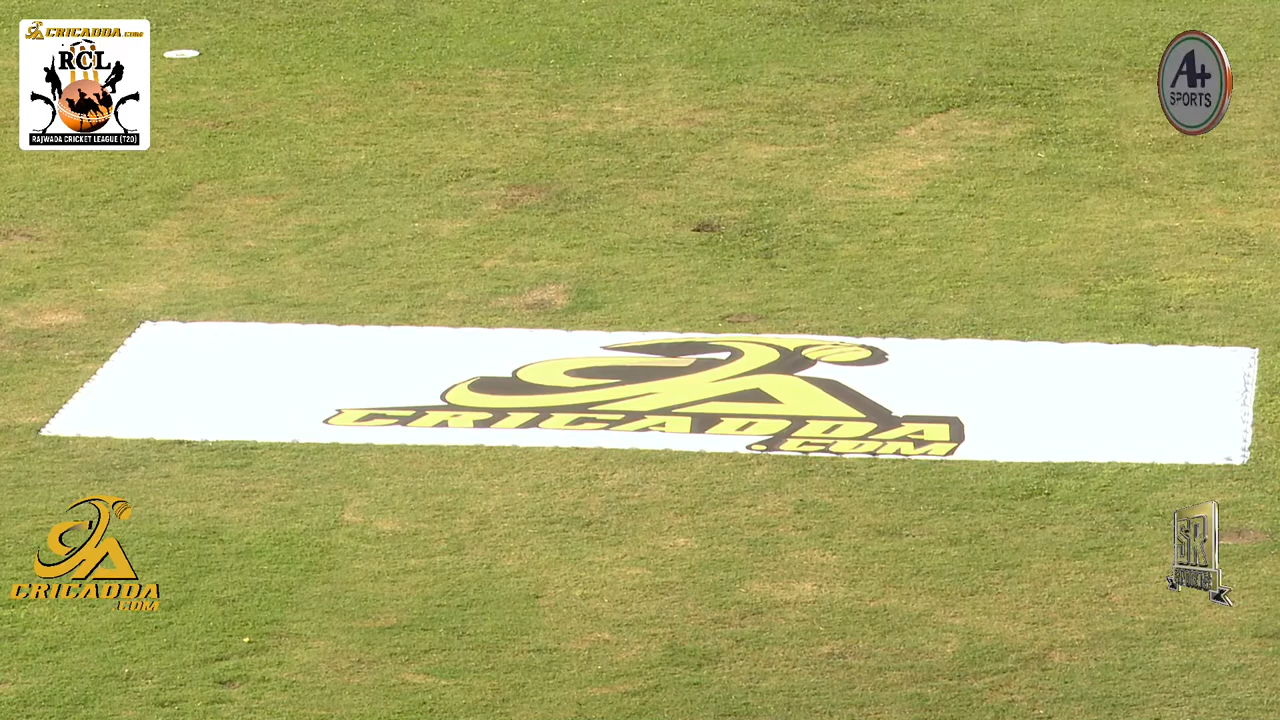 CRICADDA.COM
RCL
RAJWADA CRICKET LEAGUE (T20)
A+
SPORTS
CRICADDA
.COM
CRICADDA
.COM
SR